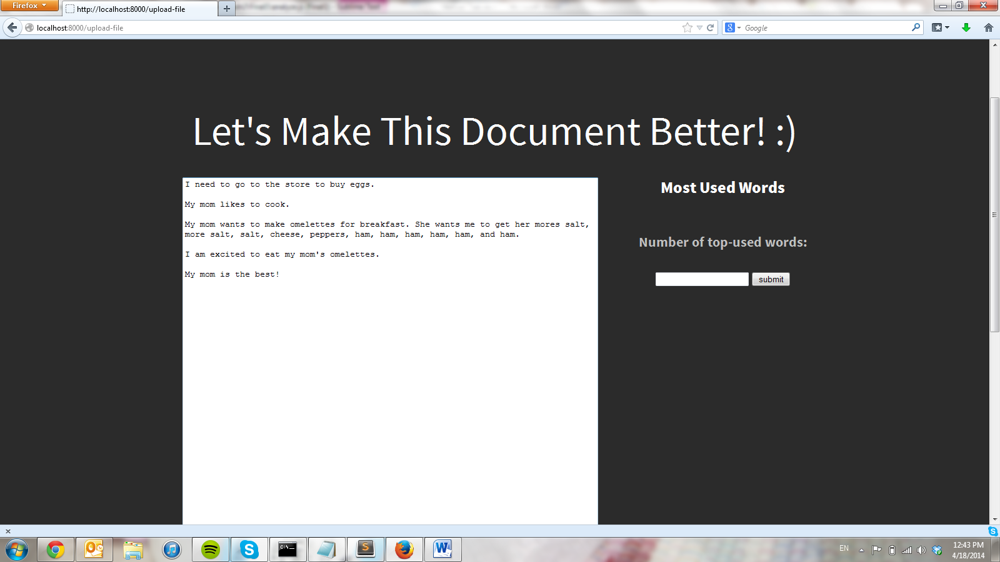 Firefox
http://localhost:8000/upload-file
localhost:8000/upload-file
Google
Let's Make This Document Better! :)
I need to go to the store to buy eggs.
My mom likes to cook.
My mom wants to make omelettes for breakfast. She wants me to get her mores salt,
more salt, salt, cheese, peppers, ham, ham, ham, ham, ham, and ham.
I am excited to eat my mom's omelettes.
My mom is the best!
Most Used Words
Number of top-used words:
submit
EN
12:43 PM
4/18/2014